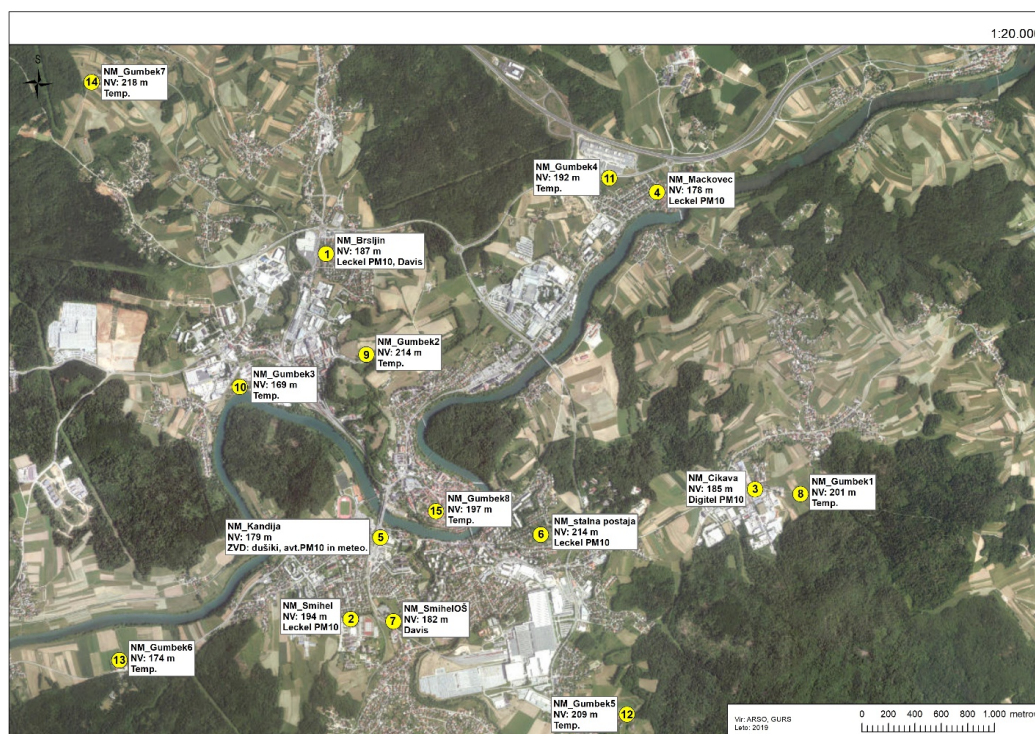 1:20.000
S
14
NM_Gumbek7
NV: 218 m
Temp.
NM_Gumbek4
NV: 192 m
Temp.
11
4
NM_Mackovec
NV: 178 m
Leckel PM10
1
NM_Brsljin
NV: 187 m
Leckel PM10, Davis
9
NM_Gumbek2
NV: 214 m
Temp.
10
NM_Gumbek3
NV: 169 m
Temp.
NM_Cikava
NV: 185 m
Digitel PM10
3
8
NM_Gumbek1
NV: 201 m
Temp.
15
NM_Gumbek8
NV: 197 m
Temp.
NM_Kandija
NV: 179 m
ZVD: dušiki, avt.PM10 in meteo.
5
6
NM_stalna postaja
NV: 214 m
Leckel PM10
NM_Smihel
NV: 194 m
Leckel PM10
2
7
NM_SmihelOŠ
NV: 182 m
Davis
13
NM_Gumbek6
NV: 174 m
Temp.
NM_Gumbek5
NV: 209 m
Temp.
12
Vir: ARSO, GURS
Leto: 2019
0 200 400 600 800 1.000 metrov